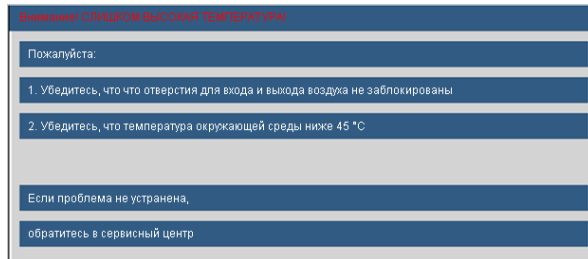 Внимание! СЛИШКОМ ВЫСОКАЯ ТЕМПЕРАТУРА!
Пожалуйста:
1. Убедитесь, что что отверстия для входа и выхода воздуха не заблокированы
2. Убедитесь, что температура окружающей среды ниже 45 °C
Если проблема не устранена,
обратитесь в сервисный центр